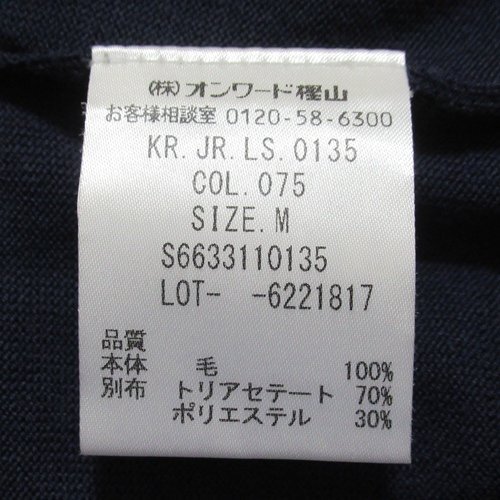 (株)オンワード樫山
お客様相談室 0120-58-6300
KR.JR.LS.0135
COL.075
SIZE.M
S6633110135
LOT- -6221817
品質
本体 毛 100%
別布 トリアセテート 70%
ポリエステル 30%